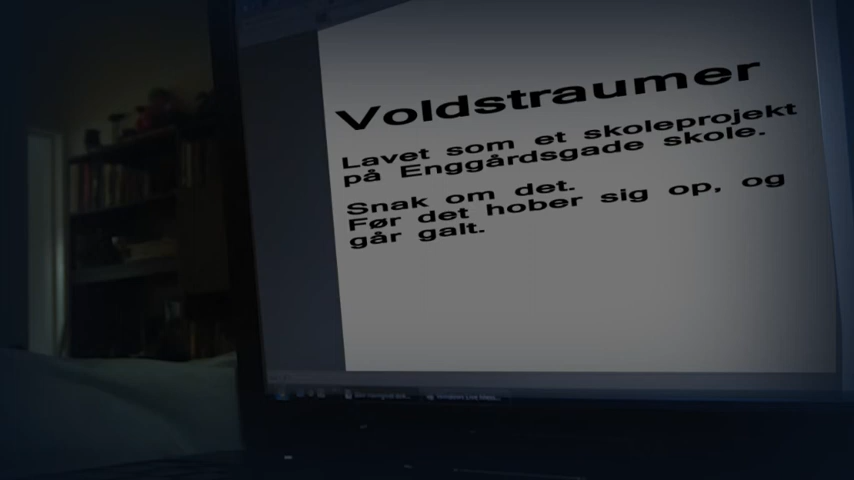 Voldstraumer
Lavet som et skoleprojekt
på Enggårdsgade skole.
Snak om det.
Før det hober sig op, og
går galt.